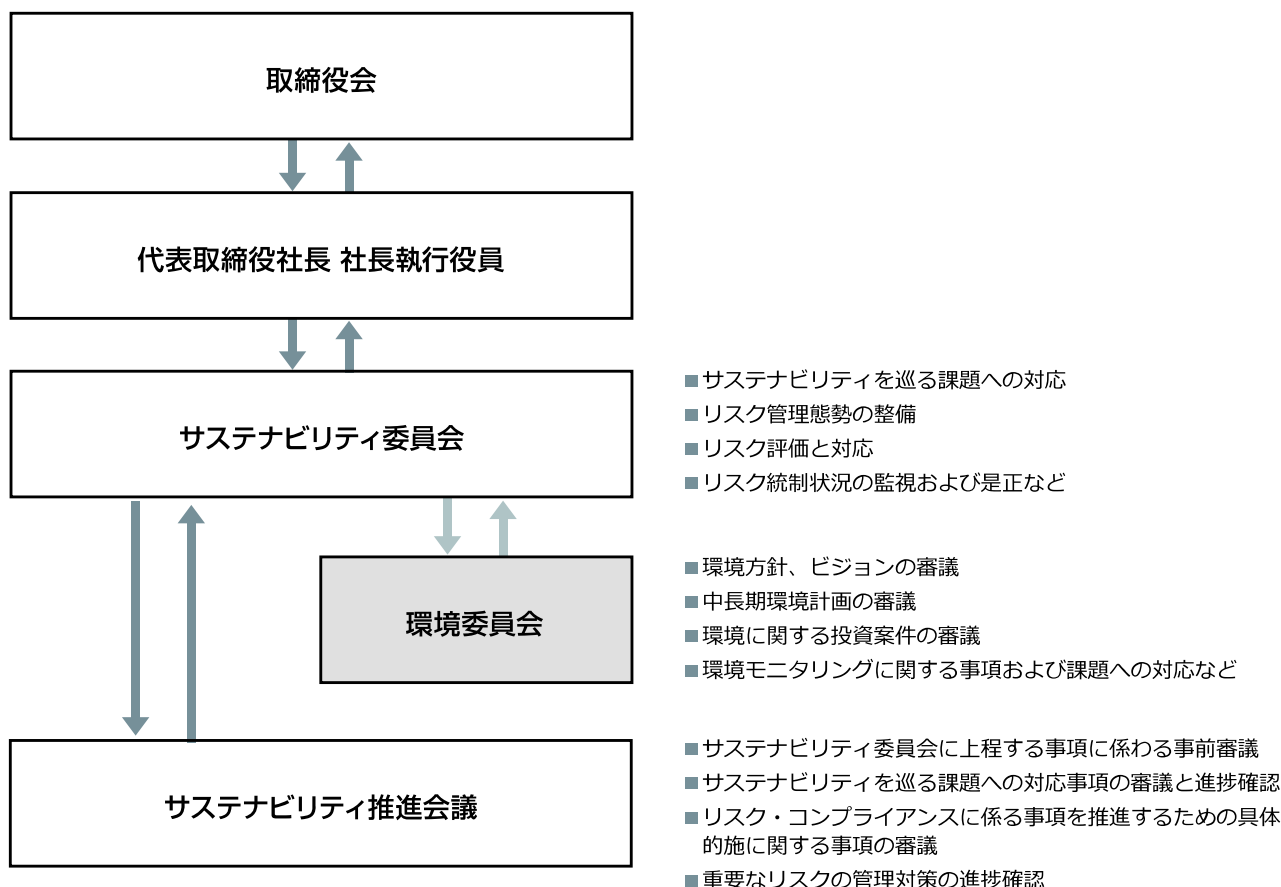 取締役会
代表取締役社長 社長執行役員
サステナビリティ委員会
■サステナビリティを巡る課題への対応
■リスク管理態勢の整備
■リスク評価と対応
■リスク統制状況の監視および是正など
環境委員会
■環境方針、ビジョンの審議
■中長期環境計画の審議
■環境に関する投資案件の審議
■環境モニタリングに関する事項および課題への対応など
サステナビリティ推進会議
■サステナビリティ委員会に上程する事項に係わる事前審議
■サステナビリティを巡る課題への対応事項の審議と進捗確認
■リスク・コンプライアンスに係る事項を推進するための具体
的施に関する事項の審議
■重要なリスクの管理対策の進捗確認